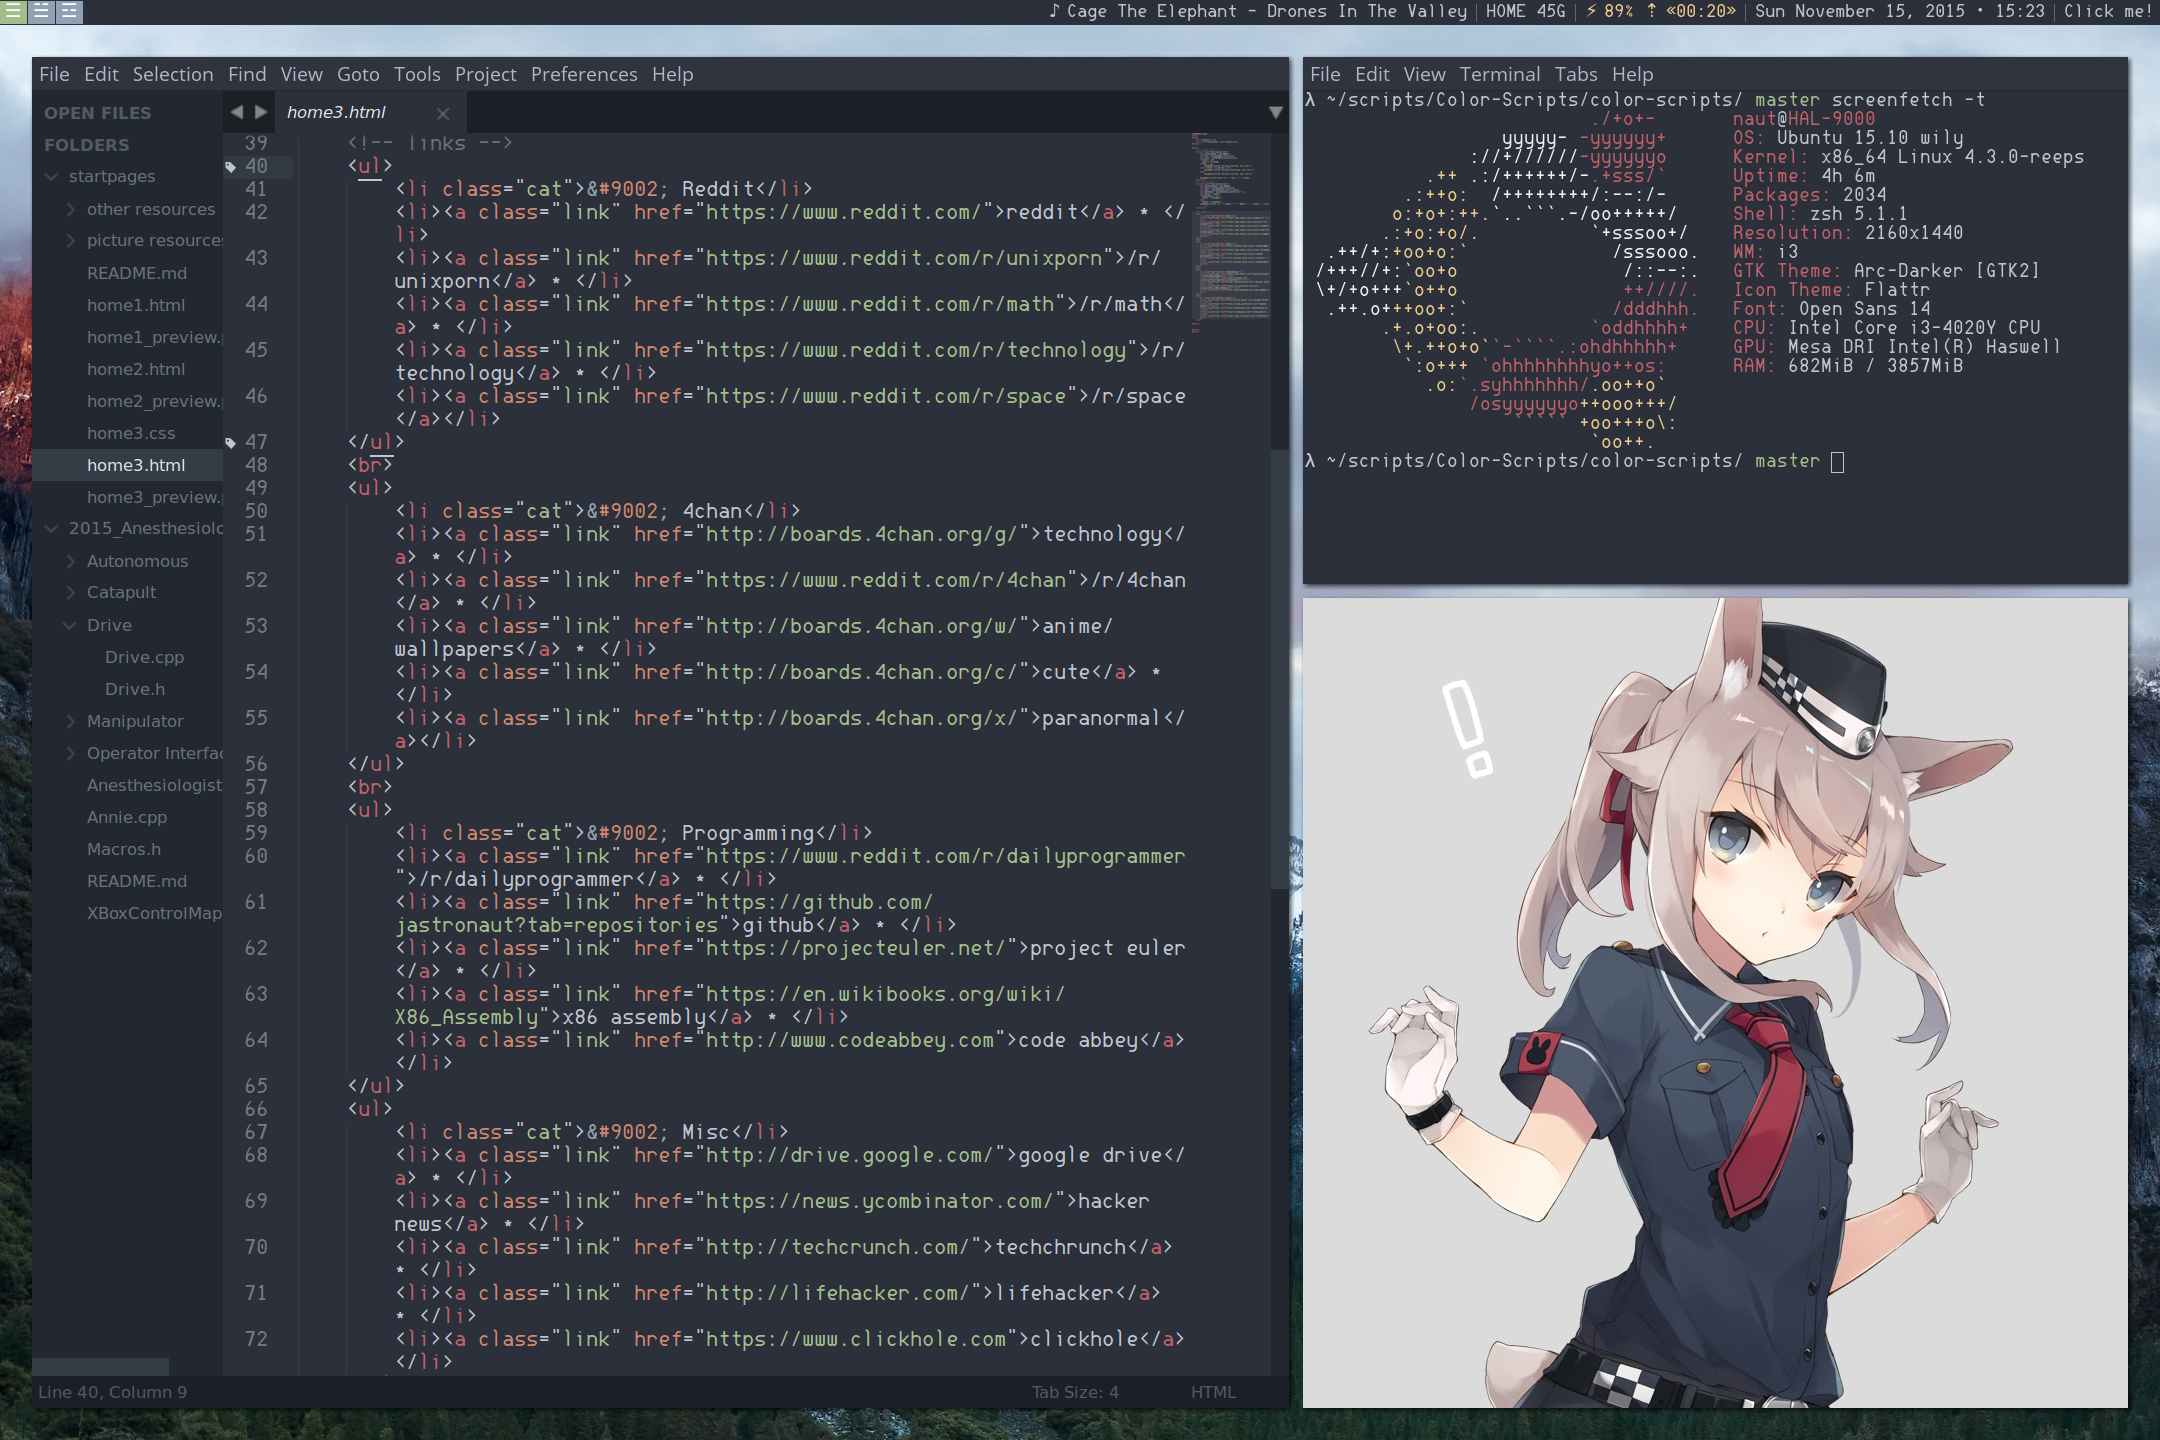 ♪ Cage The Elephant - Drones In The Valley | HOME 45G | ⚡ 89% ↑ «00:20» | Sun November 15, 2015 • 15:23 | Click me!
File Edit Selection Find View Goto Tools Project Preferences Help
OPEN FILES
FOLDERS
startpages
other resources
picture resources
README.md
home1.html
home1_preview.
home2.html
home2_preview.
home3.css
home3.html
home3_preview.
2015_Anesthesiolo
Autonomous
Catapult
Drive
Drive.cpp
Drive.h
Manipulator
Operator Interfac
Anesthesiologist
Annie.cpp
Macros.h
README.md
XBoxControlMap
home3.html
39 <!-- links -->
40 <ul>
41 <li class="cat">&#9002; Reddit</li>
42 <li><a class="link" href="https://www.reddit.com/">reddit</a> * </
li>
43 <li><a class="link" href="https://www.reddit.com/r/unixporn">/r/
unixporn</a> * </li>
44 <li><a class="link" href="https://www.reddit.com/r/math">/r/math</
a> * </li>
45 <li><a class="link" href="https://www.reddit.com/r/technology">/r/
technology</a> * </li>
46 <li><a class="link" href="https://www.reddit.com/r/space">/r/space
</a></li>
47 </ul>
48 <br>
49 <ul>
50 <li class="cat">&#9002; 4chan</li>
51 <li><a class="link" href="http://boards.4chan.org/g/">technology</
a> * </li>
52 <li><a class="link" href="https://www.reddit.com/r/4chan">/r/4chan
</a> * </li>
53 <li><a class="link" href="http://boards.4chan.org/w/">anime/
wallpapers</a> * </li>
54 <li><a class="link" href="http://boards.4chan.org/c/">cute</a> *
</li>
55 <li><a class="link" href="http://boards.4chan.org/x/">paranormal</
a></li>
56 </ul>
57 <br>
58 <ul>
59 <li class="cat">&#9002; Programming</li>
60 <li><a class="link" href="https://www.reddit.com/r/dailyprogrammer
">/r/dailyprogrammer</a> * </li>
61 <li><a class="link" href="https://github.com/
jastronaut?tab=repositories">github</a> * </li>
62 <li><a class="link" href="https://projecteuler.net/">project euler
</a> * </li>
63 <li><a class="link" href="https://en.wikibooks.org/wiki/
X86_Assembly">x86 assembly</a> * </li>
64 <li><a class="link" href="http://www.codeabbey.com">code abbey</a>
</li>
65 </ul>
66 <ul>
67 <li class="cat">&#9002; Misc</li>
68 <li><a class="link" href="http://drive.google.com/">google drive</
a> * </li>
69 <li><a class="link" href="https://news.ycombinator.com/">hacker
news</a> * </li>
70 <li><a class="link" href="http://techcrunch.com/">techchrunch</a>
* </li>
71 <li><a class="link" href="http://lifehacker.com/">lifehacker</a>
* </li>
72 <li><a class="link" href="https://www.clickhole.com">clickhole</a>
</li>
Line 40, Column 9
Tab Size: 4
HTML
File Edit View Terminal Tabs Help
λ ~/scripts/Color-Scripts/color-scripts/ master screenfetch -t
naut@HAL-9000
OS: Ubuntu 15.10 wily
Kernel: x86_64 Linux 4.3.0-reeps
Uptime: 4h 6m
Packages: 2034
Shell: zsh 5.1.1
Resolution: 2160x1440
WM: i3
GTK Theme: Arc-Darker [GTK2]
Icon Theme: Flattr
Font: Open Sans 14
CPU: Intel Core i3-4020Y CPU
GPU: Mesa DRI Intel(R) Haswell
RAM: 682MiB / 3857MiB
λ ~/scripts/Color-Scripts/color-scripts/ master
!